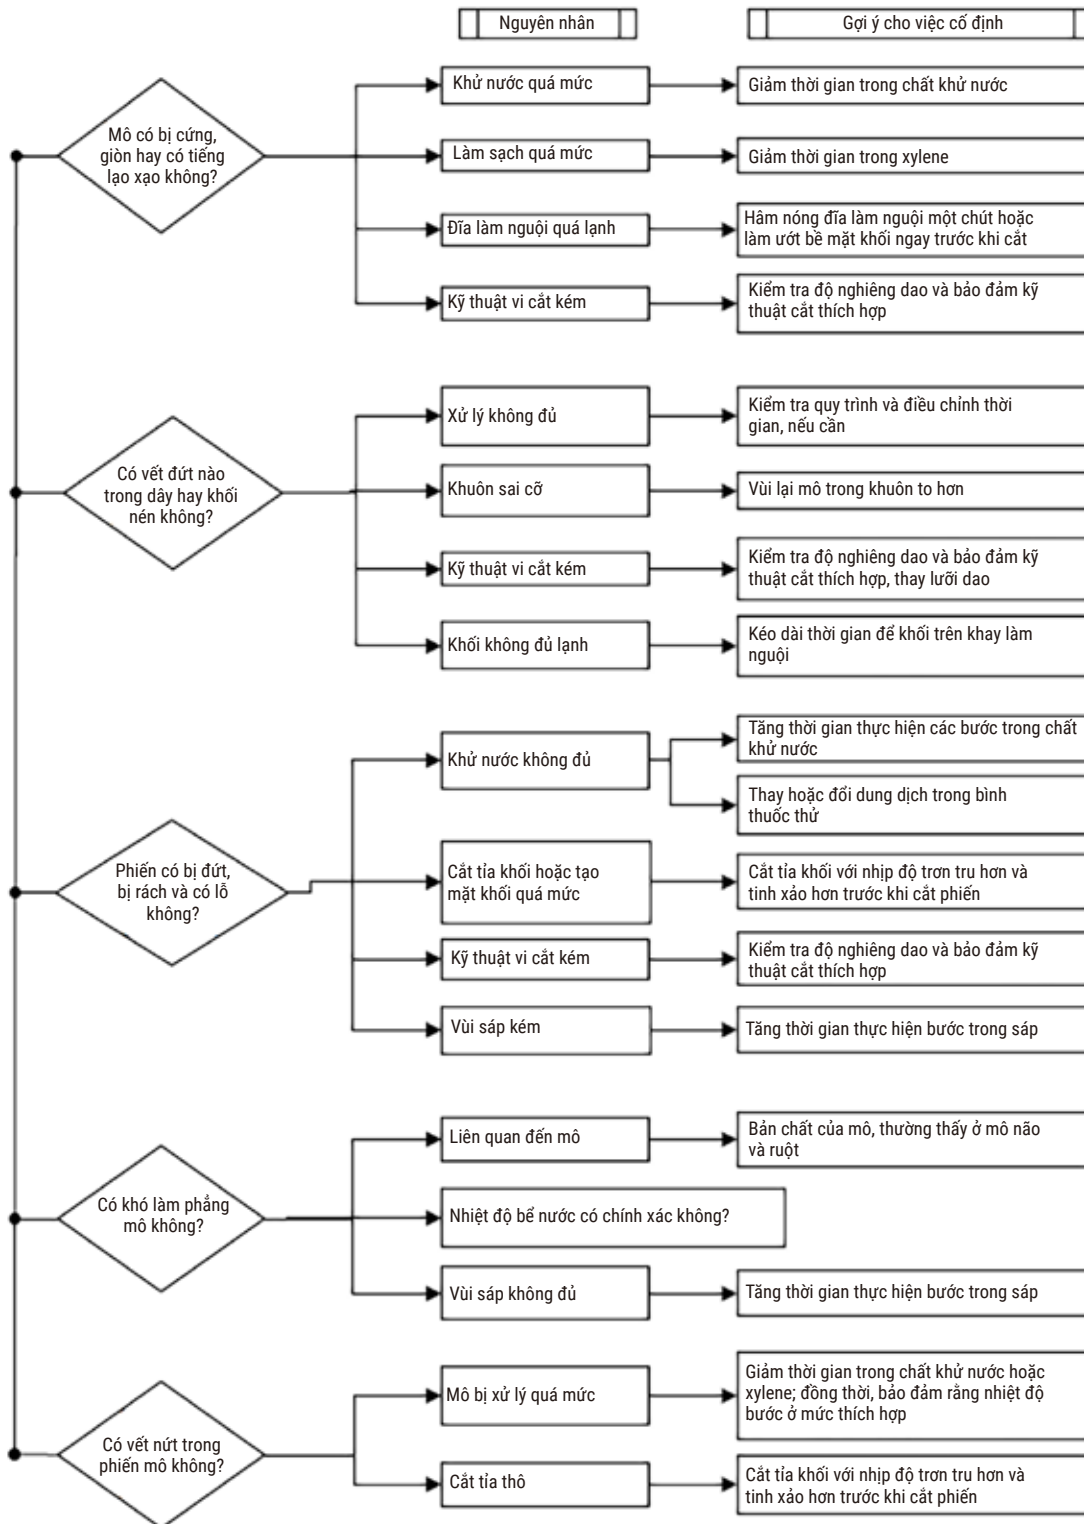 Nguyên nhân
Gợi ý cho việc cố định
Mô có bị cứng,
giòn hay có tiếng
lạo xạo không?
Khử nước quá mức
Giảm thời gian trong chất khử nước
Làm sạch quá mức
Giảm thời gian trong xylene
Đĩa làm nguội quá lạnh
Hâm nóng đĩa làm nguội một chút hoặc
làm ướt bề mặt khối ngay trước khi cắt
Kỹ thuật vi cắt kém
Kiểm tra độ nghiêng dao và bảo đảm kỹ
thuật cắt thích hợp
Có vết đứt nào
trong dây hay khối
nén không?
Xử lý không đủ
Kiểm tra quy trình và điều chỉnh thời
gian, nếu cần
Khuôn sai cỡ
Vùi lại mô trong khuôn to hơn
Kỹ thuật vi cắt kém
Kiểm tra độ nghiêng dao và bảo đảm kỹ
thuật cắt thích hợp, thay lưỡi dao
Khối không đủ lạnh
Kéo dài thời gian để khối trên khay làm
nguội
Phiến có bị đứt,
bị rách và có lỗ
không?
Khử nước không đủ
Tăng thời gian thực hiện các bước trong chất
khử nước
Thay hoặc đổi dung dịch trong bình
thuốc thử
Cắt tỉa khối hoặc tạo
mặt khối quá mức
Cắt tỉa khối với nhịp độ trơn tru hơn và
tinh xảo hơn trước khi cắt phiến
Kỹ thuật vi cắt kém
Kiểm tra độ nghiêng dao và bảo đảm kỹ
thuật cắt thích hợp
Vùi sáp kém
Tăng thời gian thực hiện bước trong sáp
Có khó làm phẳng
mô không?
Liên quan đến mô
Bản chất của mô, thường thấy ở mô não
và ruột
Nhiệt độ bể nước có chính xác không?
Vùi sáp không đủ
Tăng thời gian thực hiện bước trong sáp
Có vết nứt trong
phiến mô không?
Mô bị xử lý quá mức
Giảm thời gian trong chất khử nước hoặc
xylene; đồng thời, bảo đảm rằng nhiệt độ
bước ở mức thích hợp
Cắt tỉa thô
Cắt tỉa khối với nhịp độ trơn tru hơn và
tinh xảo hơn trước khi cắt phiến